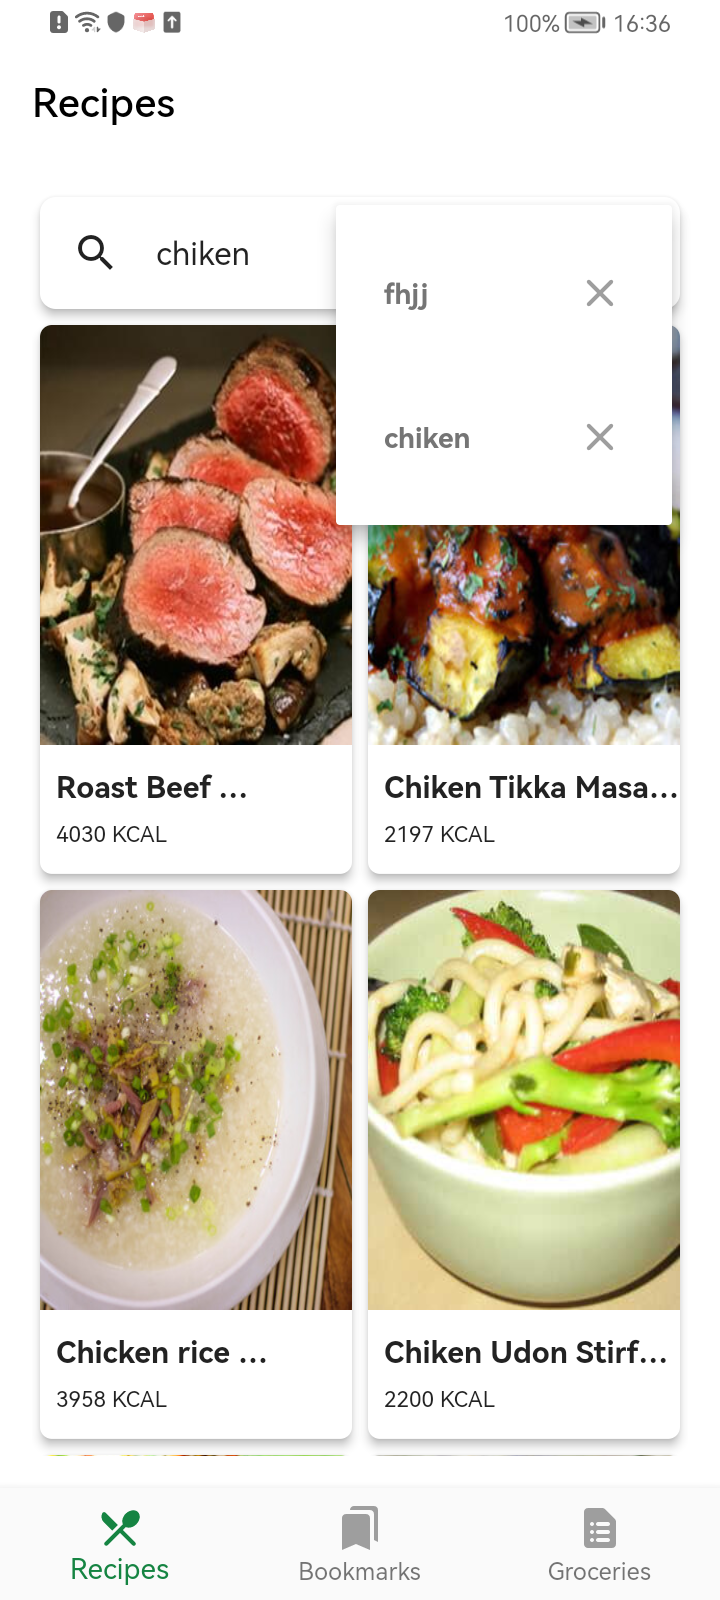 100% 16:36
Recipes
chiken
fhjj
chiken
Roast Beef ...
4030 KCAL
Chiken Tikka Masa...
2197 KCAL
Chicken rice ...
3958 KCAL
Chiken Udon Stirf...
2200 KCAL
Recipes
Bookmarks
Groceries